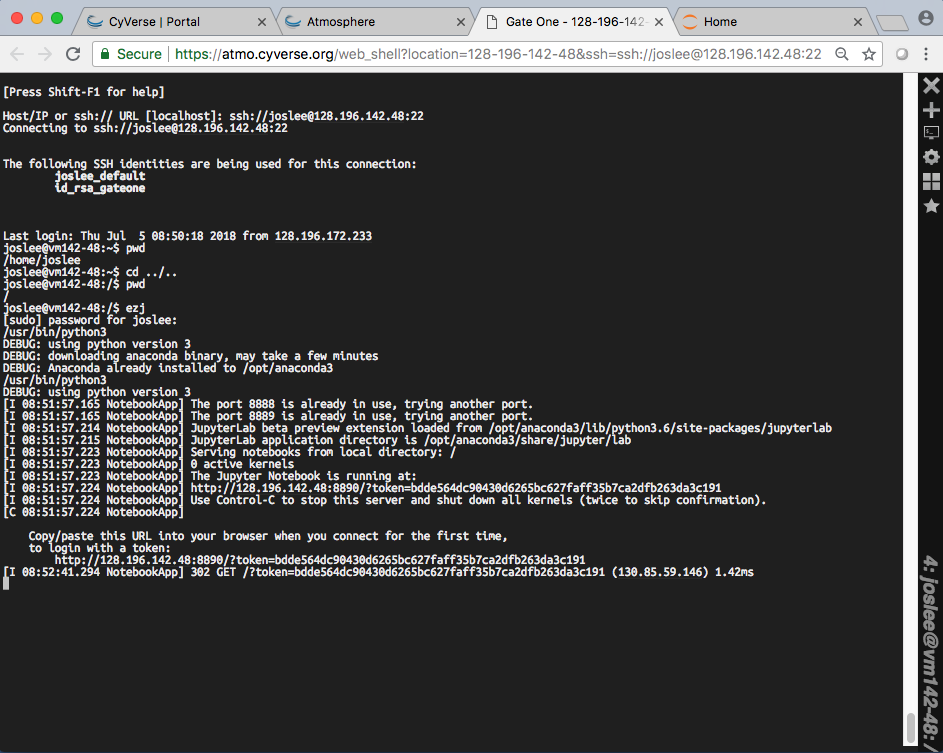 CyVerse | Portal
Atmosphere
Gate One - 128-196-142-
Home
Secure https://atmo.cyverse.org/web_shell?location=128-196-142-48&ssh=ssh://joslee@128.196.142.48:22
[Press Shift-F1 for help]
Host/IP or ssh:// URL [localhost]: ssh://joslee@128.196.142.48:22
Connecting to ssh://joslee@128.196.142.48:22
The following SSH identities are being used for this connection:
joslee_default
id_rsa_gateone
Last login: Thu Jul  5 08:50:18 2018 from 128.196.172.233
joslee@vm142-48:~$ pwd
/home/joslee
joslee@vm142-48:~$ cd ../..
joslee@vm142-48:/$ pwd
/
joslee@vm142-48:/$ ezj
[sudo] password for joslee:
/usr/bin/python3
DEBUG: using python version 3
DEBUG: downloading anaconda binary, may take a few minutes
DEBUG: Anaconda already installed to /opt/anaconda3
/usr/bin/python3
DEBUG: using python version 3
[I 08:51:57.165 NotebookApp] The port 8888 is already in use, trying another port.
[I 08:51:57.165 NotebookApp] The port 8889 is already in use, trying another port.
[I 08:51:57.214 NotebookApp] JupyterLab beta preview extension loaded from /opt/anaconda3/lib/python3.6/site-packages/jupyterlab
[I 08:51:57.215 NotebookApp] JupyterLab application directory is /opt/anaconda3/share/jupyter/lab
[I 08:51:57.223 NotebookApp] Serving notebooks from local directory: /
[I 08:51:57.223 NotebookApp] 0 active kernels
[I 08:51:57.223 NotebookApp] The Jupyter Notebook is running at:
[I 08:51:57.224 NotebookApp] http://128.196.142.48:8890/?token=bdde564dc90430d6265bc627faff35b7ca2dfb263da3c191
[I 08:51:57.224 NotebookApp] Use Control-C to stop this server and shut down all kernels (twice to skip confirmation).
[C 08:51:57.224 NotebookApp]
Copy/paste this URL into your browser when you connect for the first time,
to login with a token:
http://128.196.142.48:8890/?token=bdde564dc90430d6265bc627faff35b7ca2dfb263da3c191
[I 08:52:41.294 NotebookApp] 302 GET /?token=bdde564dc90430d6265bc627faff35b7ca2dfb263da3c191 (130.85.59.146) 1.42ms
4: joslee@vm142-48: /